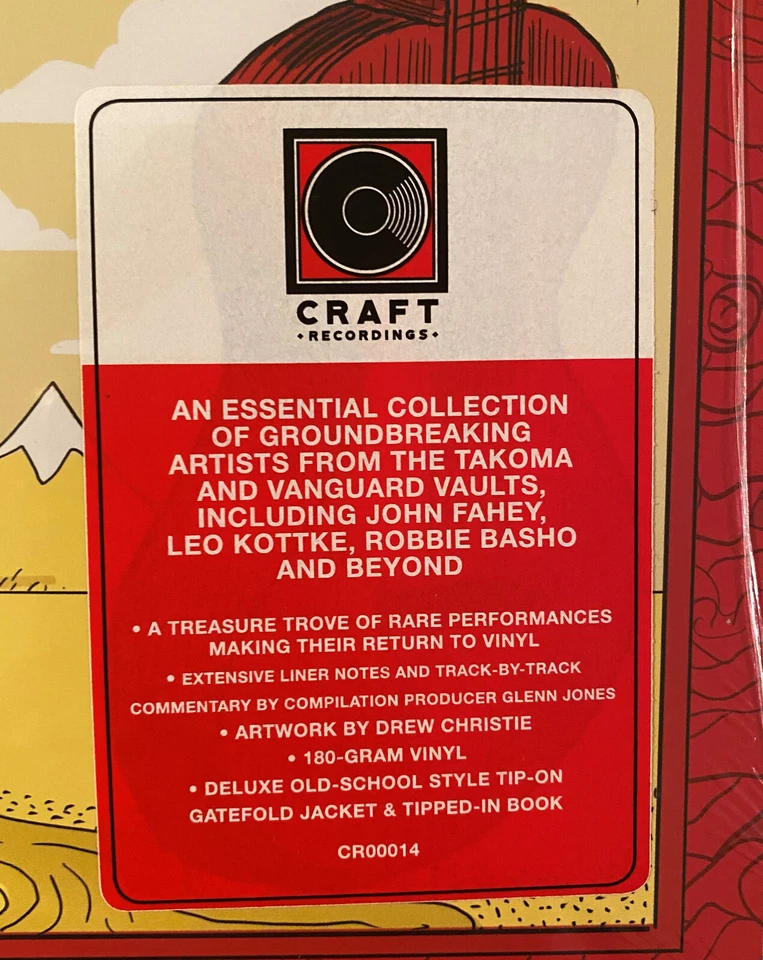 CRAFT
•RECORDINGS•
AN ESSENTIAL COLLECTION
OF GROUNDBREAKING
ARTISTS FROM THE TAKOMA
AND VANGUARD VAULTS,
INCLUDING JOHN FAHEY,
LEO KOTTKE, ROBBIE BASHO
AND BEYOND
• A TREASURE TROVE OF RARE PERFORMANCES
MAKING THEIR RETURN TO VINYL
• EXTENSIVE LINER NOTES AND TRACK-BY-TRACK
COMMENTARY BY COMPILATION PRODUCER GLENN JONES
• ARTWORK BY DREW CHRISTIE
• 180-GRAM VINYL
• DELUXE OLD-SCHOOL STYLE TIP-ON
GATEFOLD JACKET & TIPPED-IN BOOK
CR00014